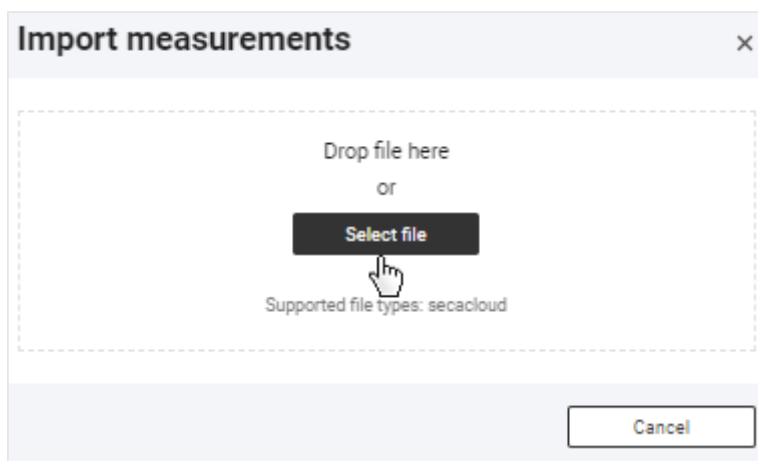 Import measurements
×
Drop file here
or
Select file
Supported file types: secacloud
Cancel